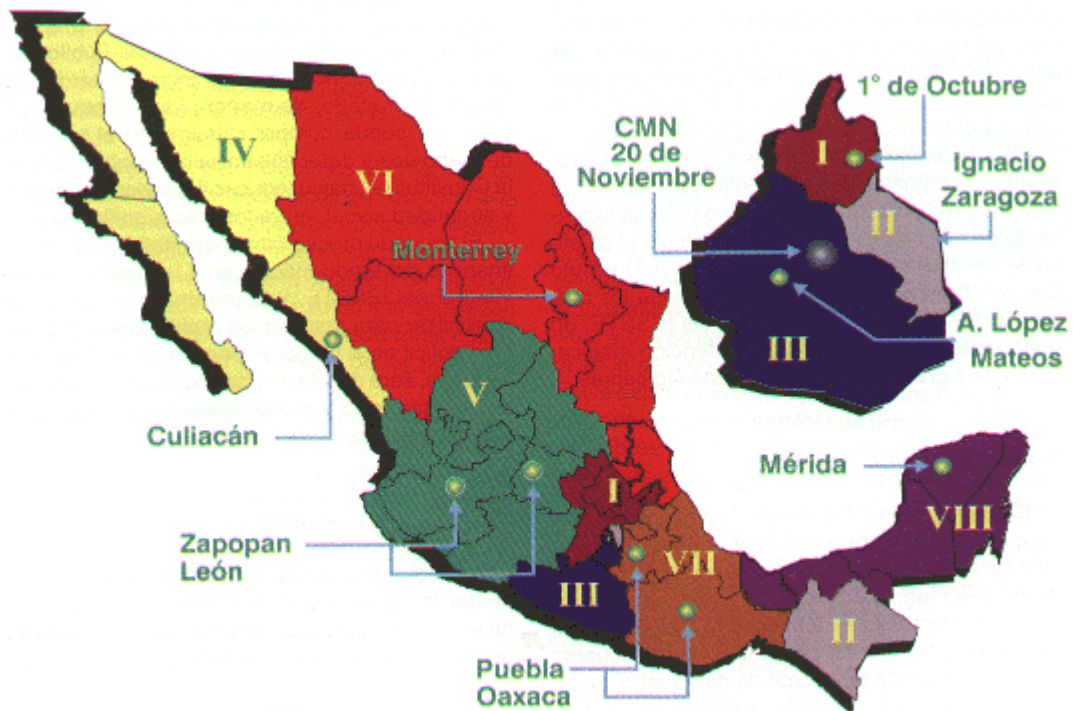 1° de Octubre
CMN
20 de
Noviembre
I
Ignacio
Zaragoza
IV
VI
II
Monterrey
A. López
Mateos
III
V
Culiacán
Mérida
I
VIII
Zapopan
León
VII
III
II
Puebla
Oaxaca